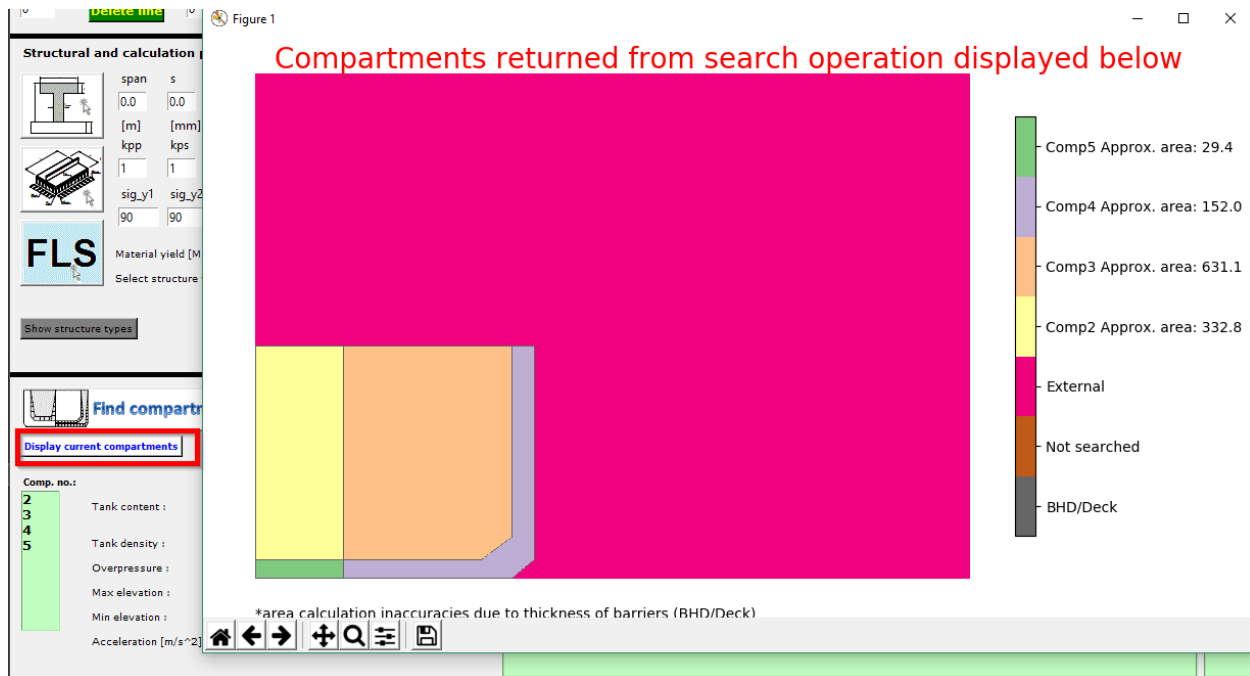 0
Delete line
0
Figure 1
Structural and calculation
Compartments returned from search operation displayed below
span s
0.0 0.0
[m] [mm]
kpp kps
1 1
sig_y1 sig_y2
90 90
FLS
Material yield [M
Select structure
Show structure types
Find compartm
Display current compartments
Comp. no.:
2
3
4
5
Tank content :
Tank density :
Overpressure :
Max elevation :
Min elevation :
Acceleration [m/s^2]
Comp5 Approx. area: 29.4
Comp4 Approx. area: 152.0
Comp3 Approx. area: 631.1
Comp2 Approx. area: 332.8
External
Not searched
BHD/Deck
*area calculation inaccuracies due to thickness of barriers (BHD/Deck)